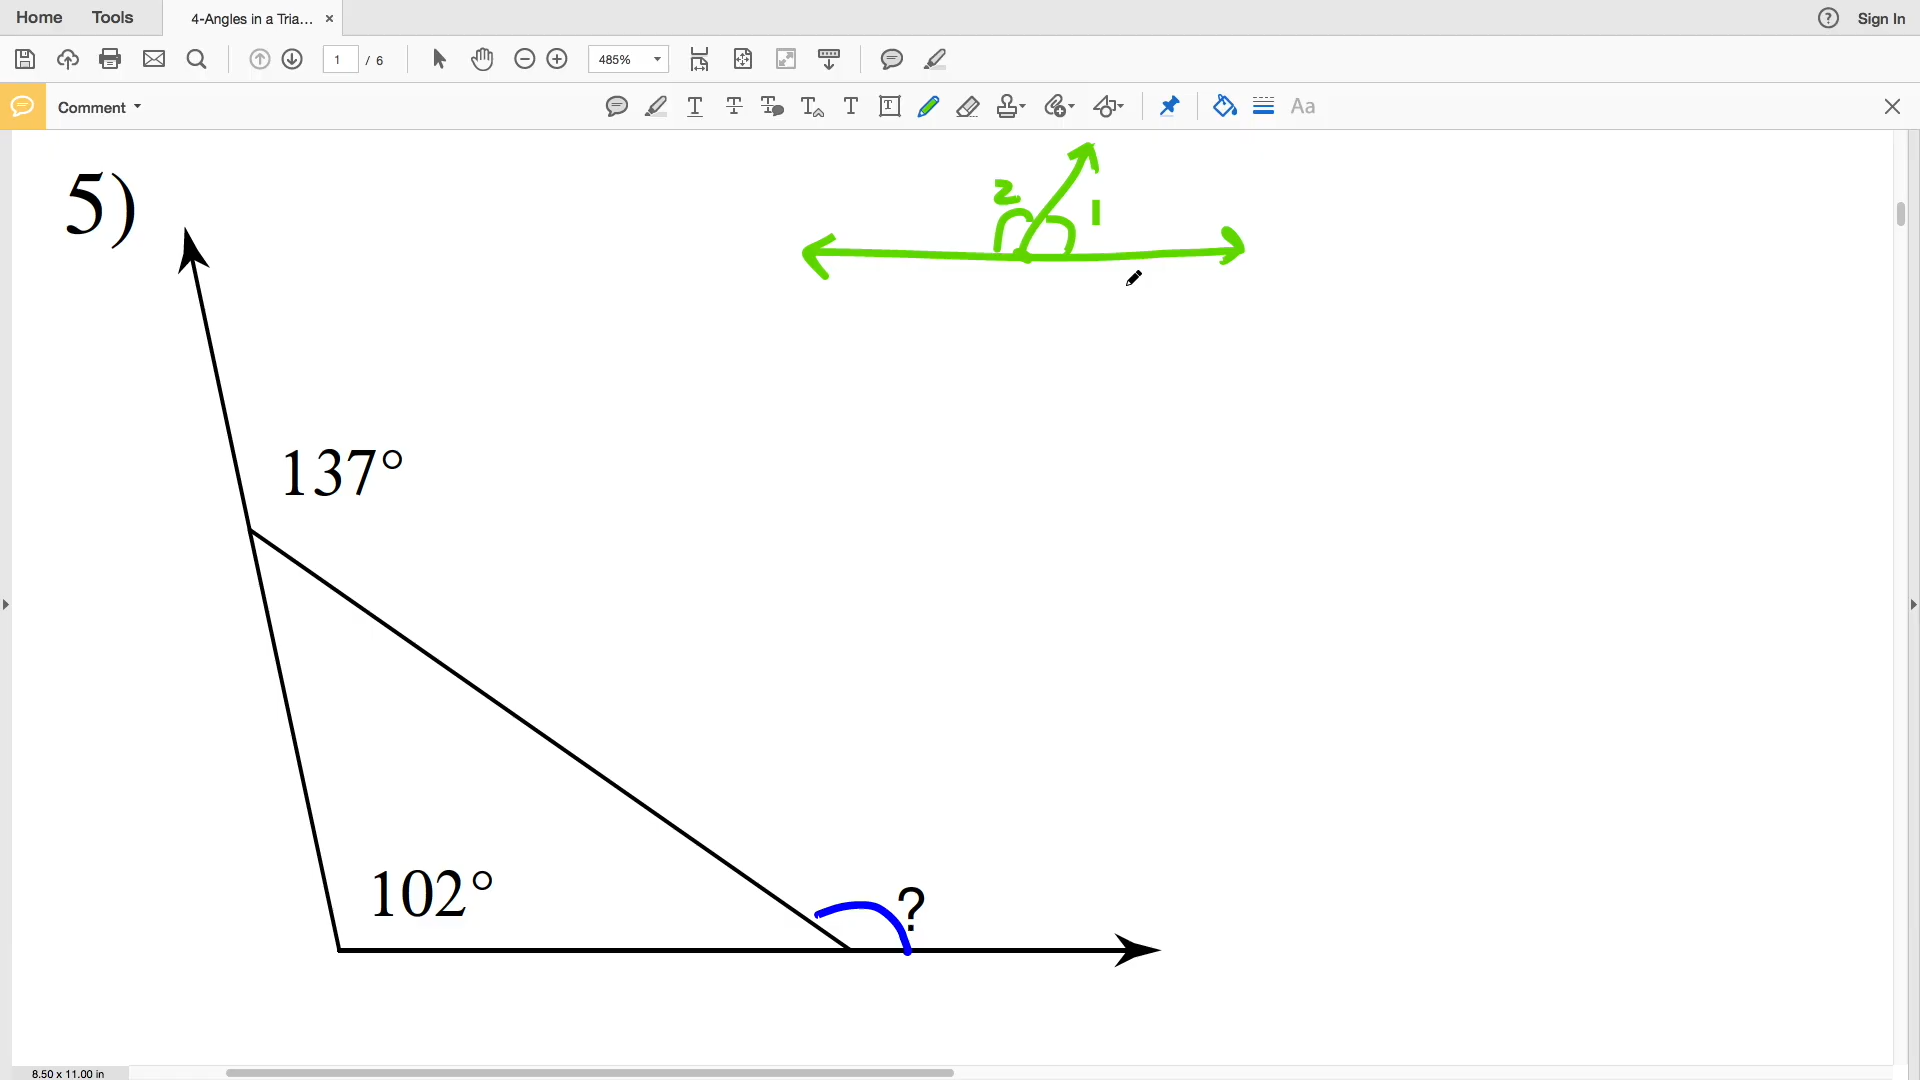 Home Tools 4-Angles in a Tria... × ? Sign In
1 / 6 485%
Comment Aa
5)
2 1
137°
102° ?
8.50 x 11.00 in